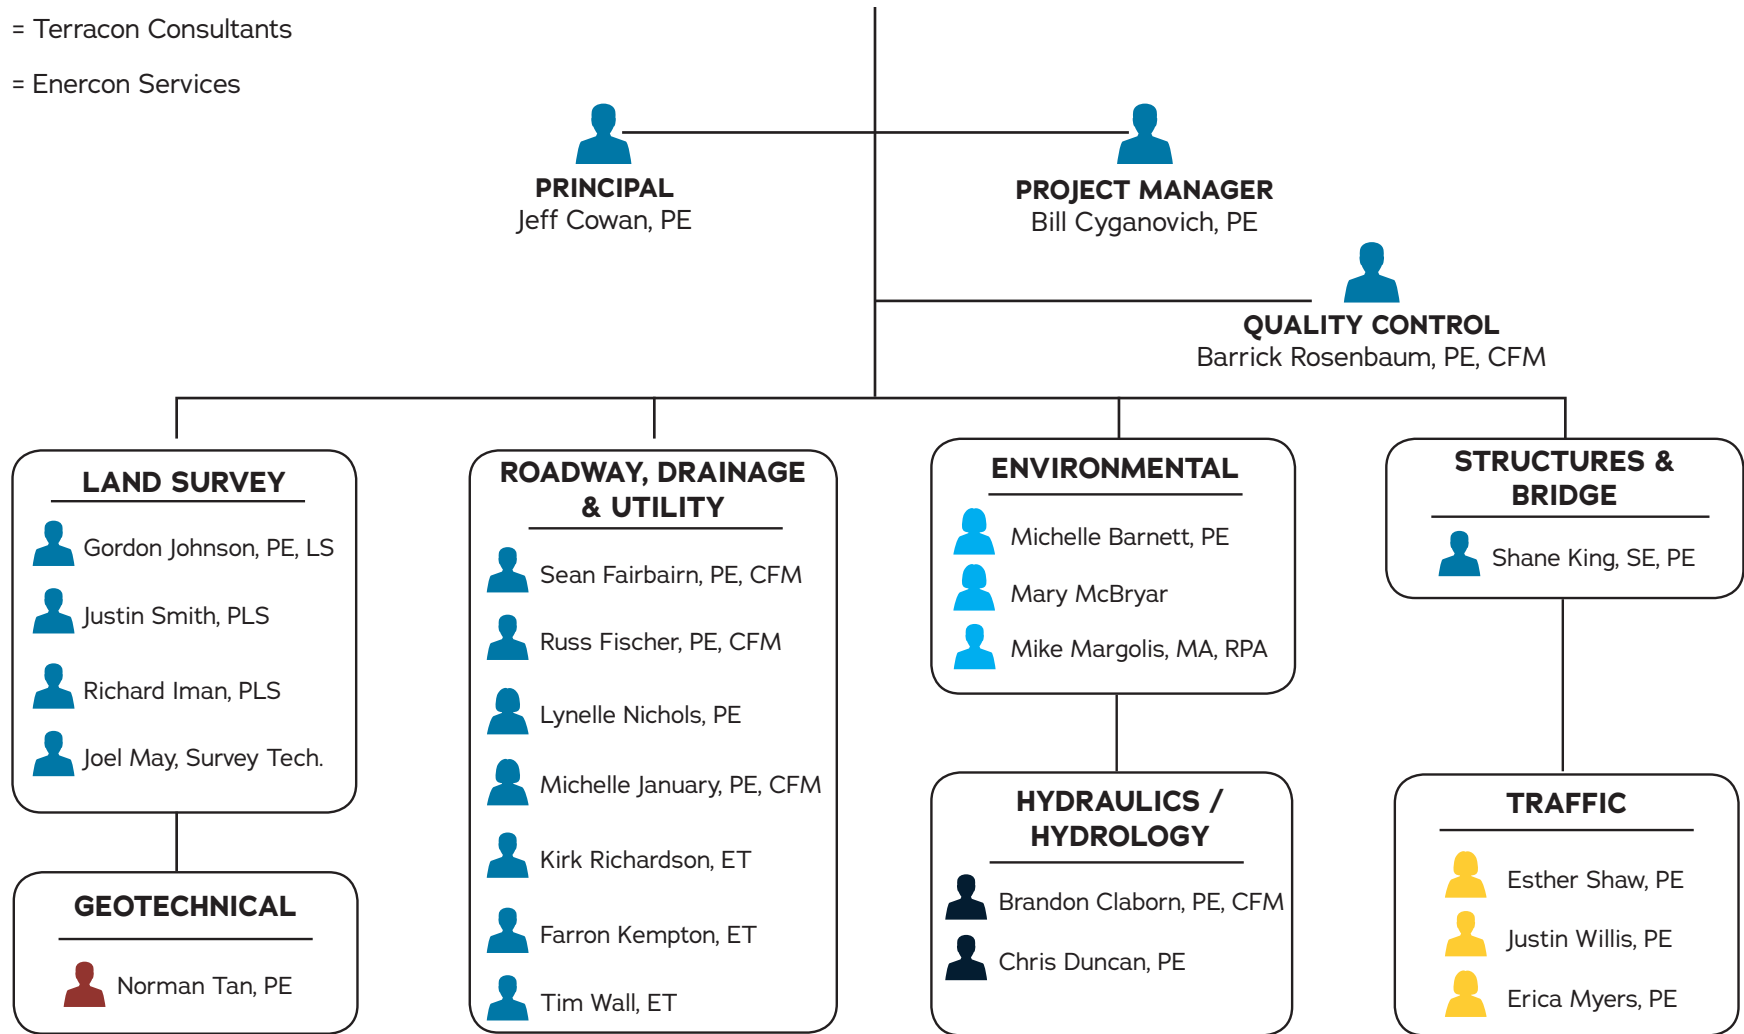 = Terracon Consultants
= Enercon Services
PRINCIPAL
Jeff Cowan, PE
PROJECT MANAGER
Bill Cyganovich, PE
QUALITY CONTROL
Barrick Rosenbaum, PE, CFM
LAND SURVEY
Gordon Johnson, PE, LS
Justin Smith, PLS
Richard Iman, PLS
Joel May, Survey Tech.
GEOTECHNICAL
Norman Tan, PE
ROADWAY, DRAINAGE
& UTILITY
Sean Fairbairn, PE, CFM
Russ Fischer, PE, CFM
Lynelle Nichols, PE
Michelle January, PE, CFM
Kirk Richardson, ET
Farron Kempton, ET
Tim Wall, ET
ENVIRONMENTAL
Michelle Barnett, PE
Mary McBryar
Mike Margolis, MA, RPA
HYDRAULICS /
HYDROLOGY
Brandon Claborn, PE, CFM
Chris Duncan, PE
STRUCTURES &
BRIDGE
Shane King, SE, PE
TRAFFIC
Esther Shaw, PE
Justin Willis, PE
Erica Myers, PE